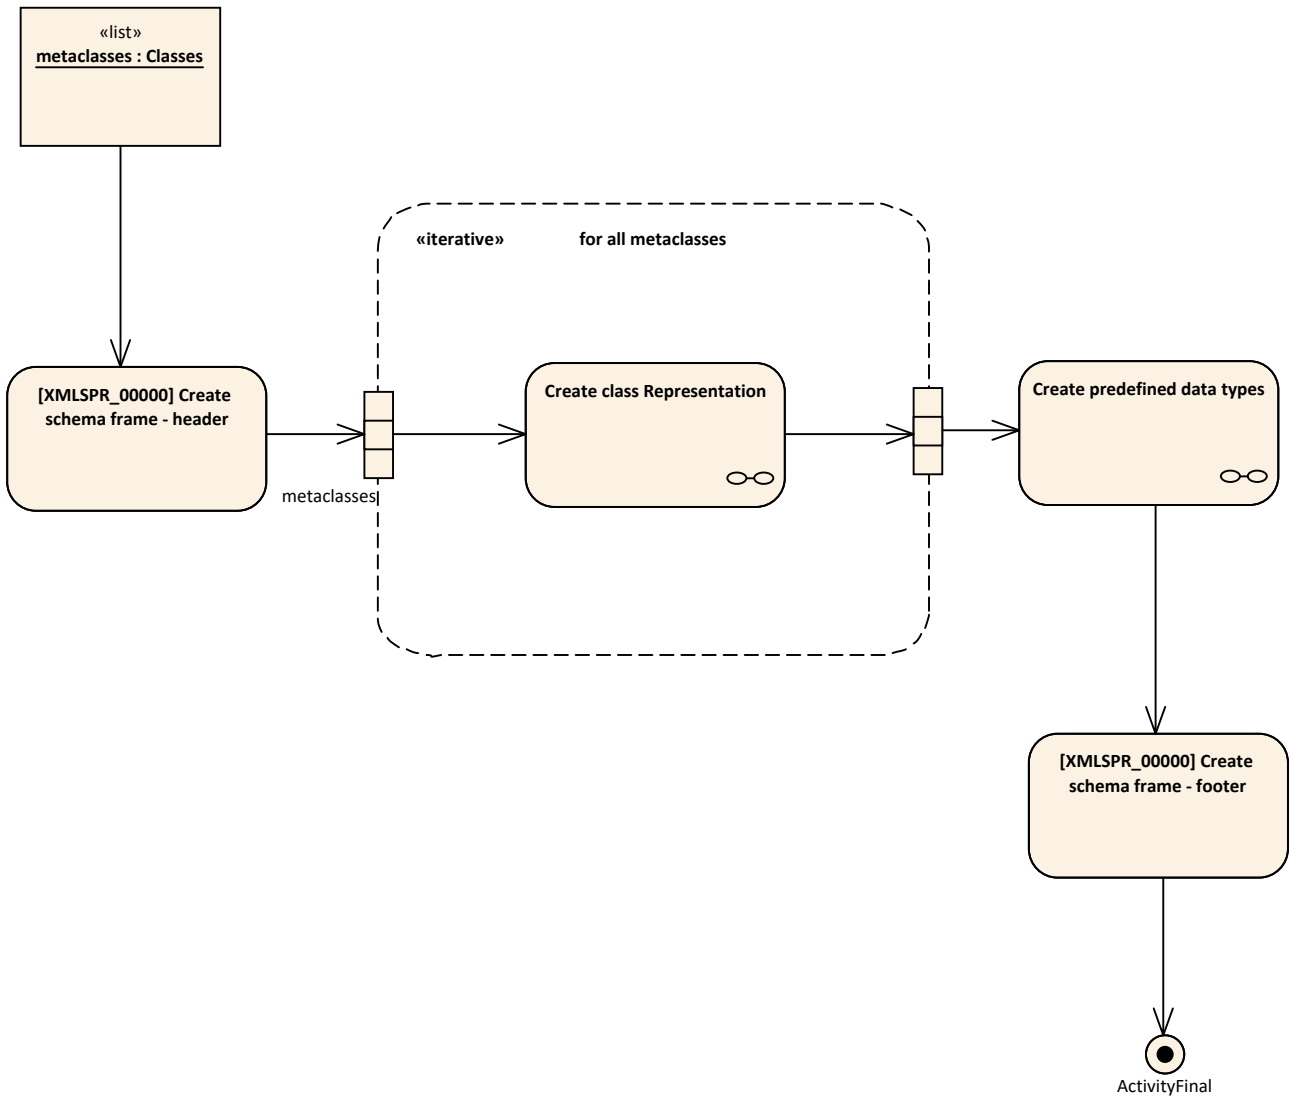 «list»
metaclasses : Classes
«iterative» for all metaclasses
[XMLSPR_00000] Create
schema frame - header
metaclasses
Create class Representation
Create predefined data types
[XMLSPR_00000] Create
schema frame - footer
ActivityFinal